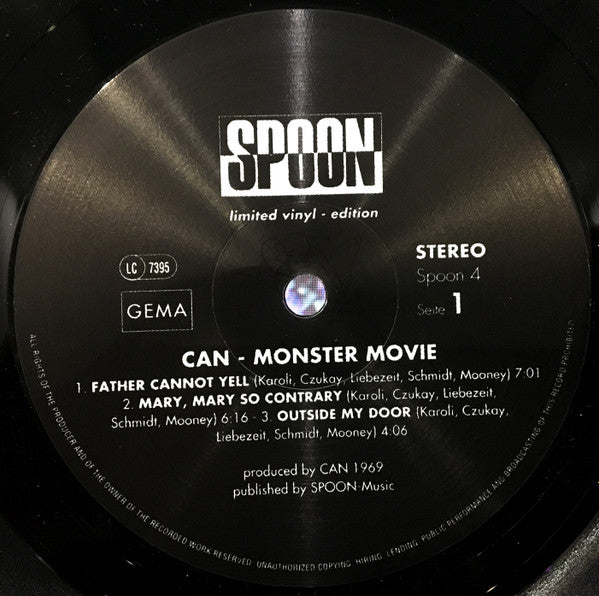 SPOON
limited vinyl - edition
LC 7395
GEMA
STEREO
Spoon 4
Seite 1
CAN - MONSTER MOVIE
1. FATHER CANNOT YELL (Karoli, Czukay, Liebezeit, Schmidt, Mooney) 7:01
2. MARY, MARY SO CONTRARY (Karoli, Czukay, Liebezeit,
Schmidt, Mooney) 6:16 · 3. OUTSIDE MY DOOR (Karoli, Czukay,
Liebezeit, Schmidt, Mooney) 4:06
produced by CAN 1969
published by SPOON-Music
ALL RIGHTS OF THE PRODUCER AND OF THE OWNER OF THE RECORDED WORK RESERVED. UNAUTHORIZED COPYING, HIRING, LENDING, PUBLIC PERFORMANCE AND BROADCASTING OF THIS RECORD PROHIBITED